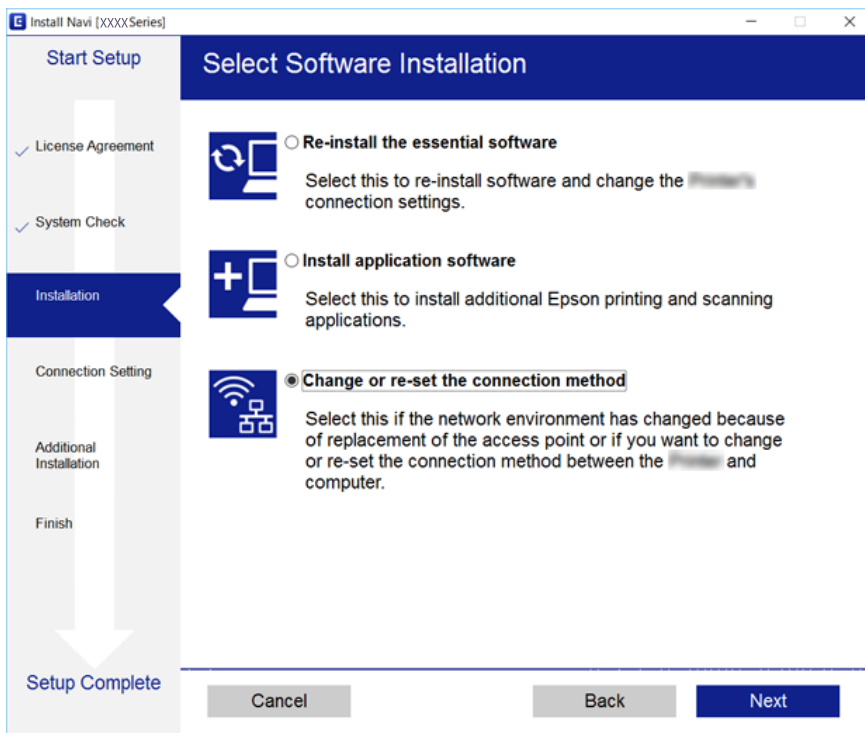 Install Navi [XXXX Series]
Start Setup
License Agreement
System Check
Installation
Connection Setting
Additional
Installation
Finish
Setup Complete
Select Software Installation
Re-install the essential software
Select this to re-install software and change the
connection settings.
Install application software
Select this to install additional Epson printing and scanning
applications.
Change or re-set the connection method
Select this if the network environment has changed because
of replacement of the access point or if you want to change
or re-set the connection method between the and
computer.
Cancel
Back
Next